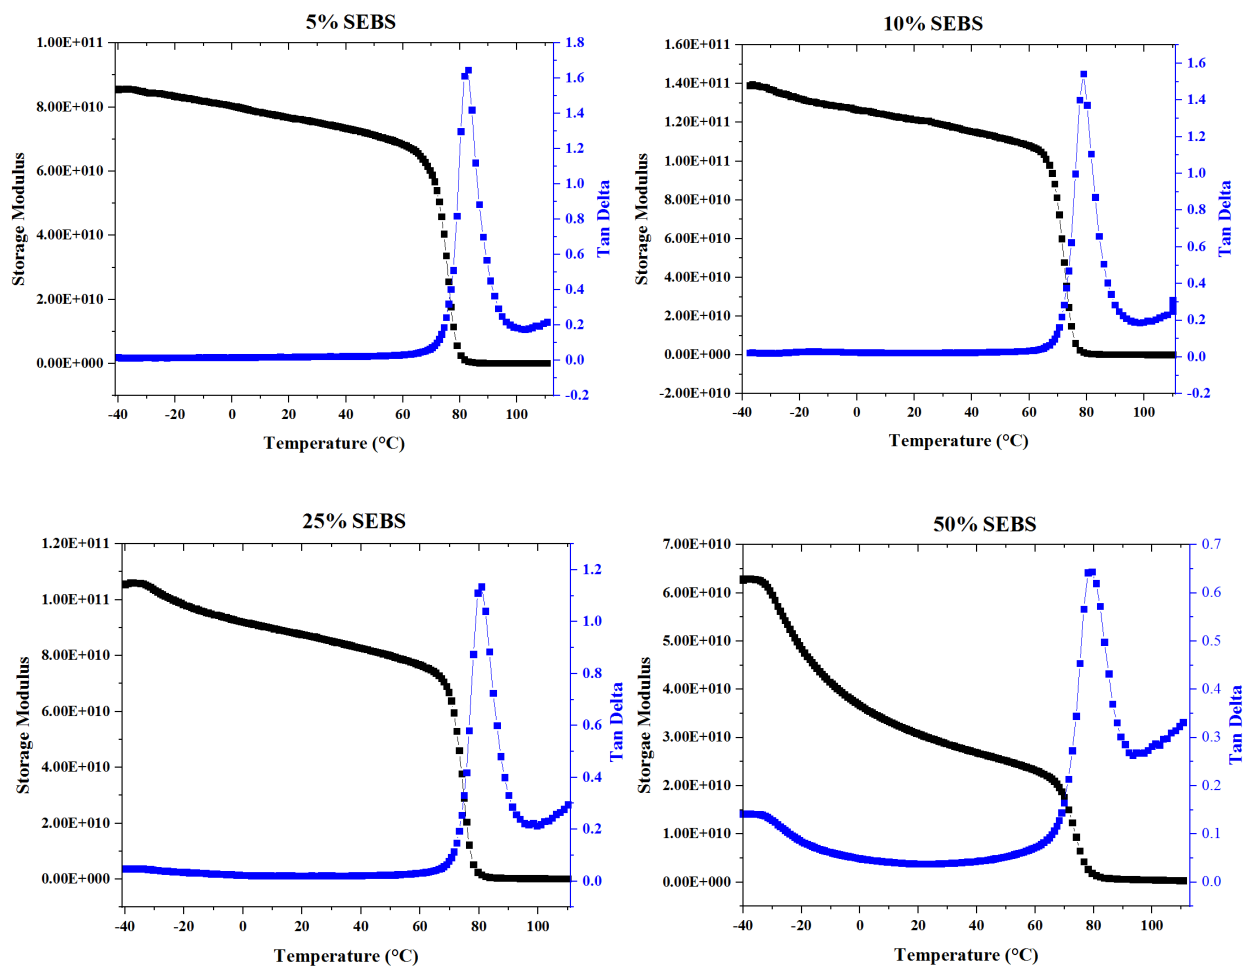 5% SEBS
1.00E+011
8.00E+010
6.00E+010
4.00E+010
2.00E+010
0.00E+000
Storage Modulus
1.8
1.6
1.4
1.2
1.0
0.8
0.6
0.4
0.2
0.0
-0.2
Tan Delta
-40 -20 0 20 40 60 80 100
Temperature (°C)
10% SEBS
1.60E+011
1.40E+011
1.20E+011
1.00E+011
8.00E+010
6.00E+010
4.00E+010
2.00E+010
0.00E+000
-2.00E+010
Storage Modulus
1.6
1.4
1.2
1.0
0.8
0.6
0.4
0.2
0.0
-0.2
Tan Delta
-40 -20 0 20 40 60 80 100
Temperature (°C)
25% SEBS
1.20E+011
1.00E+011
8.00E+010
6.00E+010
4.00E+010
2.00E+010
0.00E+000
Storage Modulus
1.2
1.0
0.8
0.6
0.4
0.2
0.0
Tan Delta
-40 -20 0 20 40 60 80 100
Temperature (°C)
50% SEBS
7.00E+010
6.00E+010
5.00E+010
4.00E+010
3.00E+010
2.00E+010
1.00E+010
0.00E+000
Storgae Modulus
0.7
0.6
0.5
0.4
0.3
0.2
0.1
0.0
Tan Delta
-40 -20 0 20 40 60 80 100
Temperature (°C)